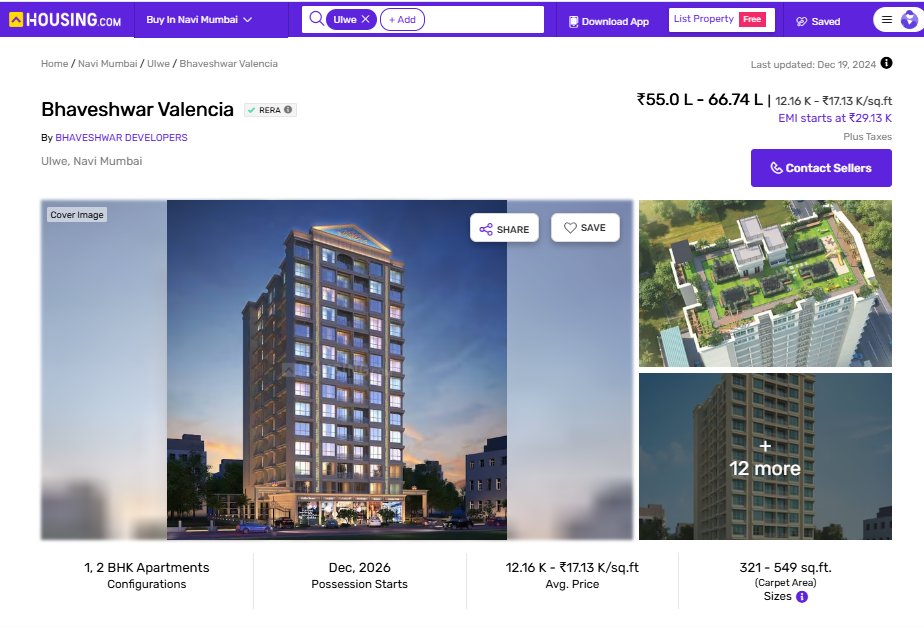 HOUSING.COM
Buy In Navi Mumbai
Ulwe
+ Add
Download App
List Property Free
Saved
Home / Navi Mumbai / Ulwe / Bhaveshwar Valencia
Last updated: Dec 19, 2024
Bhaveshwar Valencia
RERA
₹55.0 L - 66.74 L | 12.16 K - ₹17.13 K/sq.ft
EMI starts at ₹29.13 K
By BHAVESHWAR DEVELOPERS
Plus Taxes
Ulwe, Navi Mumbai
Contact Sellers
Cover Image
SHARE
SAVE
+
12 more
1, 2 BHK Apartments
Configurations
Dec, 2026
Possession Starts
12.16 K - ₹17.13 K/sq.ft
Avg. Price
321 - 549 sq.ft.
(Carpet Area)
Sizes